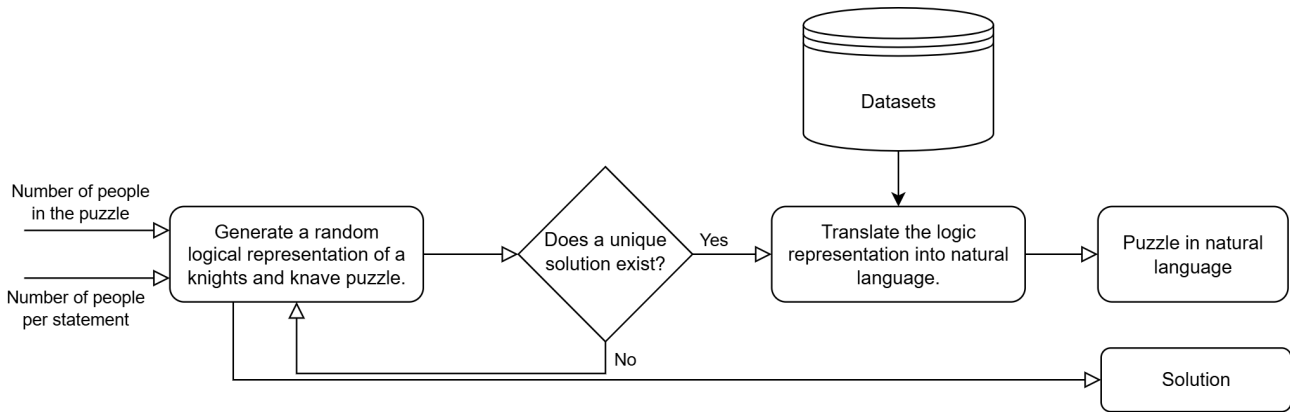 Datasets
Number of people
in the puzzle
Number of people
per statement
Generate a random
logical representation of a
knights and knave puzzle.
Does a unique
solution exist?
Yes
No
Translate the logic
representation into natural
language.
Puzzle in natural
language
Solution